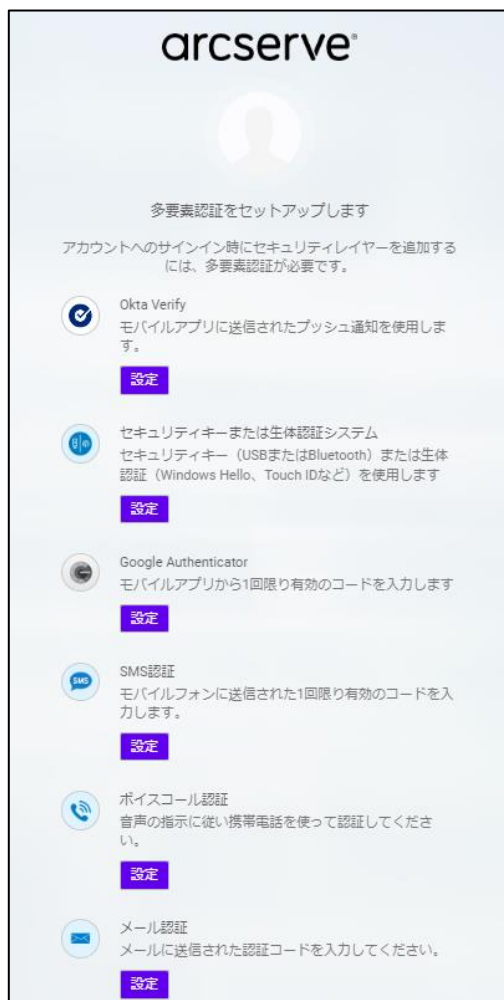 arcserve®
多要素認証をセットアップします
アカウントへのサインイン時にセキュリティレイヤーを追加する
には、多要素認証が必要です。
Okta Verify
モバイルアプリに送信されたプッシュ通知を使用しま
す。
設定
セキュリティキーまたは生体認証システム
セキュリティキー（USBまたはBluetooth）または生体
認証（Windows Hello、Touch IDなど）を使用します
設定
Google Authenticator
モバイルアプリから1回限り有効のコードを入力します
設定
SMS
SMS認証
モバイルフォンに送信された1回限り有効のコードを入
力します。
設定
ボイスコール認証
音声の指示に従い携帯電話を使って認証してくださ
い。
設定
メール認証
メールに送信された認証コードを入力してください。
設定